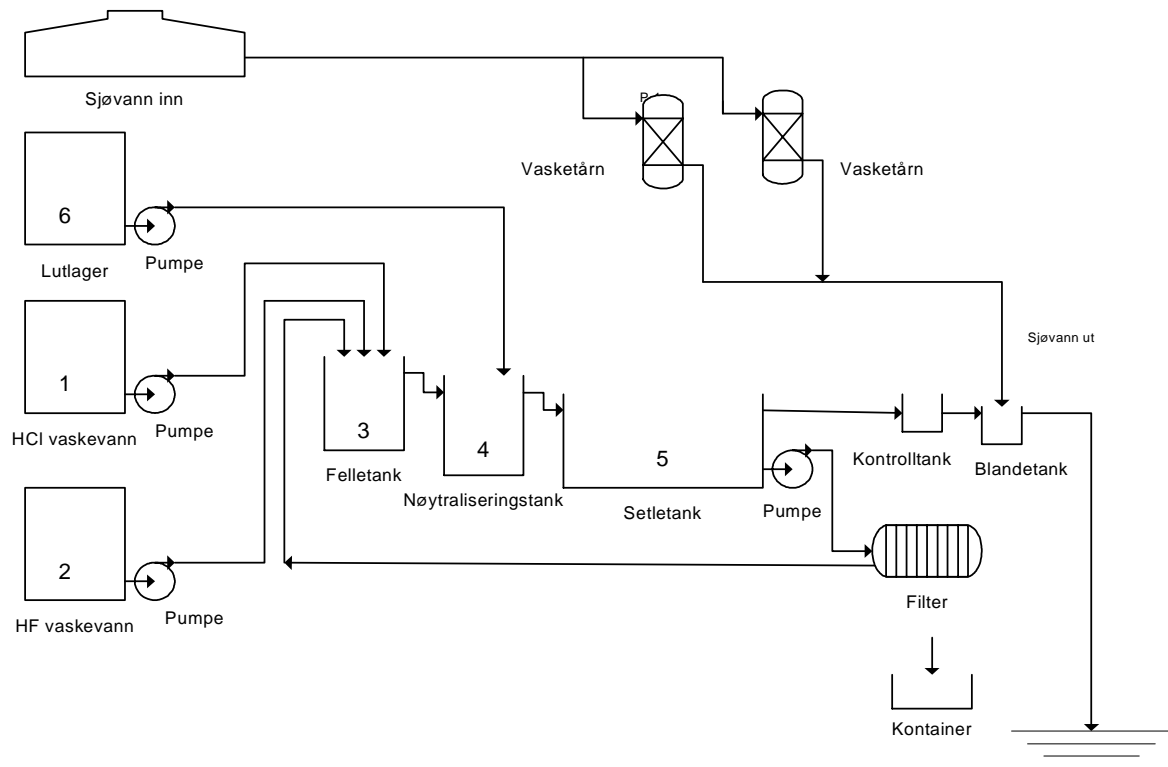 Sjøvann inn
Vasketårn
Vasketårn
6
Lutlager
Pumpe
Sjøvann ut
1
HCl vaskevann
Pumpe
3
Felletank
4
Nøytraliseringstank
5
Setletank
Kontrolltank
Blandetank
Pumpe
2
HF vaskevann
Pumpe
Filter
Kontainer